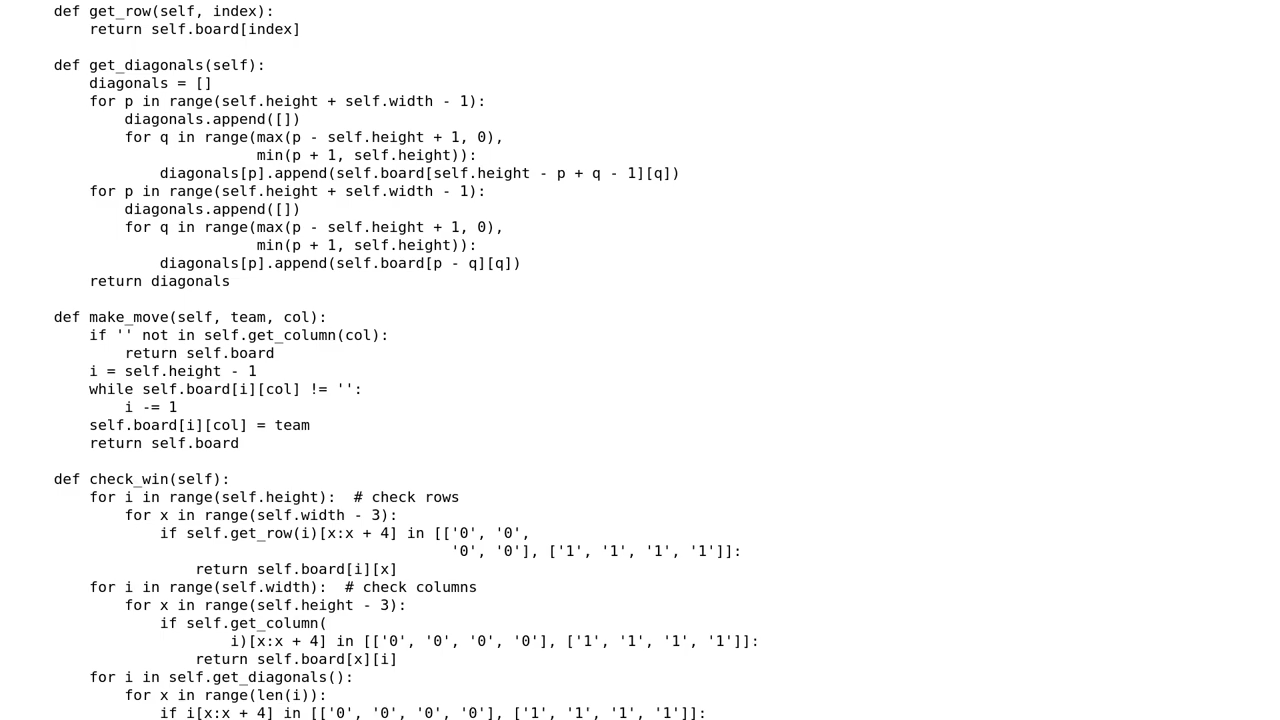 def get_row(self, index):
    return self.board[index]

def get_diagonals(self):
    diagonals = []
    for p in range(self.height + self.width - 1):
        diagonals.append([])
        for q in range(max(p - self.height + 1, 0),
                       min(p + 1, self.height)):
            diagonals[p].append(self.board[self.height - p + q - 1][q])
    for p in range(self.height + self.width - 1):
        diagonals.append([])
        for q in range(max(p - self.height + 1, 0),
                       min(p + 1, self.height)):
            diagonals[p].append(self.board[p - q][q])
    return diagonals

def make_move(self, team, col):
    if '' not in self.get_column(col):
        return self.board
    i = self.height - 1
    while self.board[i][col] != '':
        i -= 1
    self.board[i][col] = team
    return self.board

def check_win(self):
    for i in range(self.height):  # check rows
        for x in range(self.width - 3):
            if self.get_row(i)[x:x + 4] in [['0', '0',
                                             '0', '0'], ['1', '1', '1', '1']]:
                return self.board[i][x]
    for i in range(self.width):  # check columns
        for x in range(self.height - 3):
            if self.get_column(
                    i)[x:x + 4] in [['0', '0', '0', '0'], ['1', '1', '1', '1']]:
                return self.board[x][i]
    for i in self.get_diagonals():
        for x in range(len(i)):
            if i[x:x + 4] in [['0', '0', '0', '0'], ['1', '1', '1', '1']]: